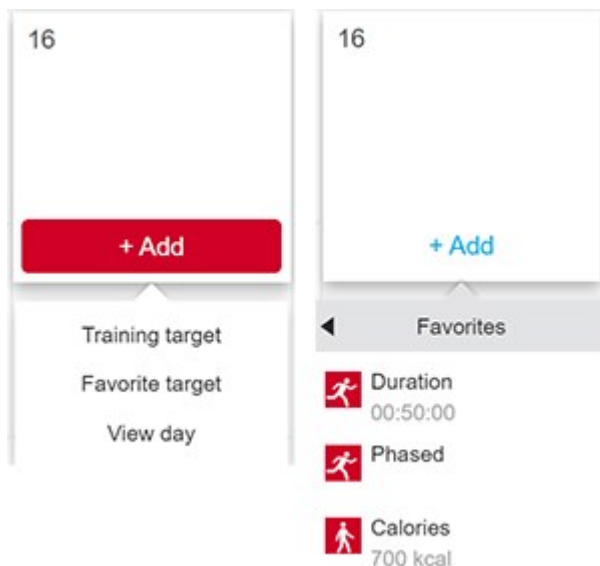 16
+ Add
Training target
Favorite target
View day
16
+ Add
Favorites
Duration
00:50:00
Phased
Calories
700 kcal